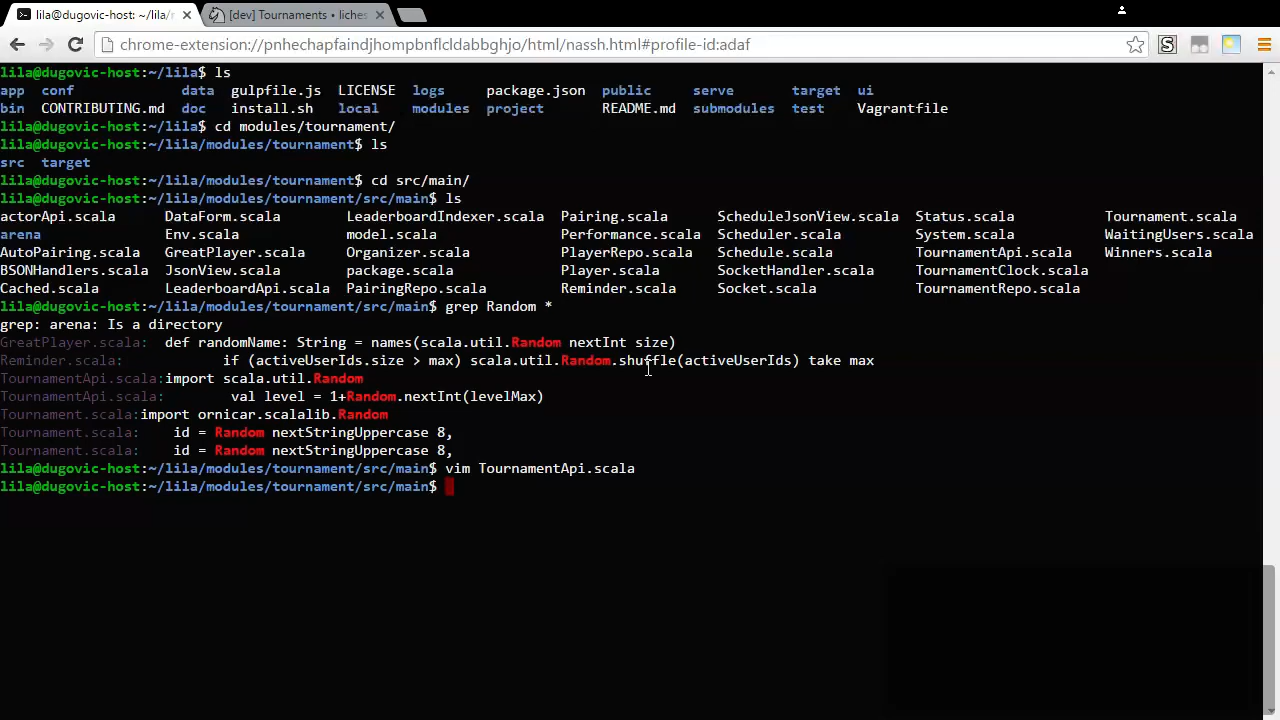 lila@dugovic-host: ~/lila/r
[dev] Tournaments • liches
chrome-extension://pnhechapfaindjhompbnflcldabbghjo/html/nassh.html#profile-id:adaf
lila@dugovic-host:~/lila$ ls
app conf data gulpfile.js LICENSE logs package.json public serve target ui
bin CONTRIBUTING.md doc install.sh local modules project README.md submodules test Vagrantfile
lila@dugovic-host:~/lila$ cd modules/tournament/
lila@dugovic-host:~/lila/modules/tournament$ ls
src target
lila@dugovic-host:~/lila/modules/tournament$ cd src/main/
lila@dugovic-host:~/lila/modules/tournament/src/main$ ls
actorApi.scala DataForm.scala LeaderboardIndexer.scala Pairing.scala ScheduleJsonView.scala Status.scala Tournament.scala
arena Env.scala model.scala Performance.scala Scheduler.scala System.scala WaitingUsers.scala
AutoPairing.scala GreatPlayer.scala Organizer.scala PlayerRepo.scala Schedule.scala TournamentApi.scala Winners.scala
BSONHandlers.scala JsonView.scala package.scala Player.scala SocketHandler.scala TournamentClock.scala
Cached.scala LeaderboardApi.scala PairingRepo.scala Reminder.scala Socket.scala TournamentRepo.scala
lila@dugovic-host:~/lila/modules/tournament/src/main$ grep Random *
grep: arena: Is a directory
GreatPlayer.scala: def randomName: String = names(scala.util.Random nextInt size)
Reminder.scala: if (activeUserIds.size > max) scala.util.Random.shuffle(activeUserIds) take max
TournamentApi.scala:import scala.util.Random
TournamentApi.scala: val level = 1+Random.nextInt(levelMax)
Tournament.scala:import ornicar.scalalib.Random
Tournament.scala: id = Random nextStringUppercase 8,
Tournament.scala: id = Random nextStringUppercase 8,
lila@dugovic-host:~/lila/modules/tournament/src/main$ vim TournamentApi.scala
lila@dugovic-host:~/lila/modules/tournament/src/main$